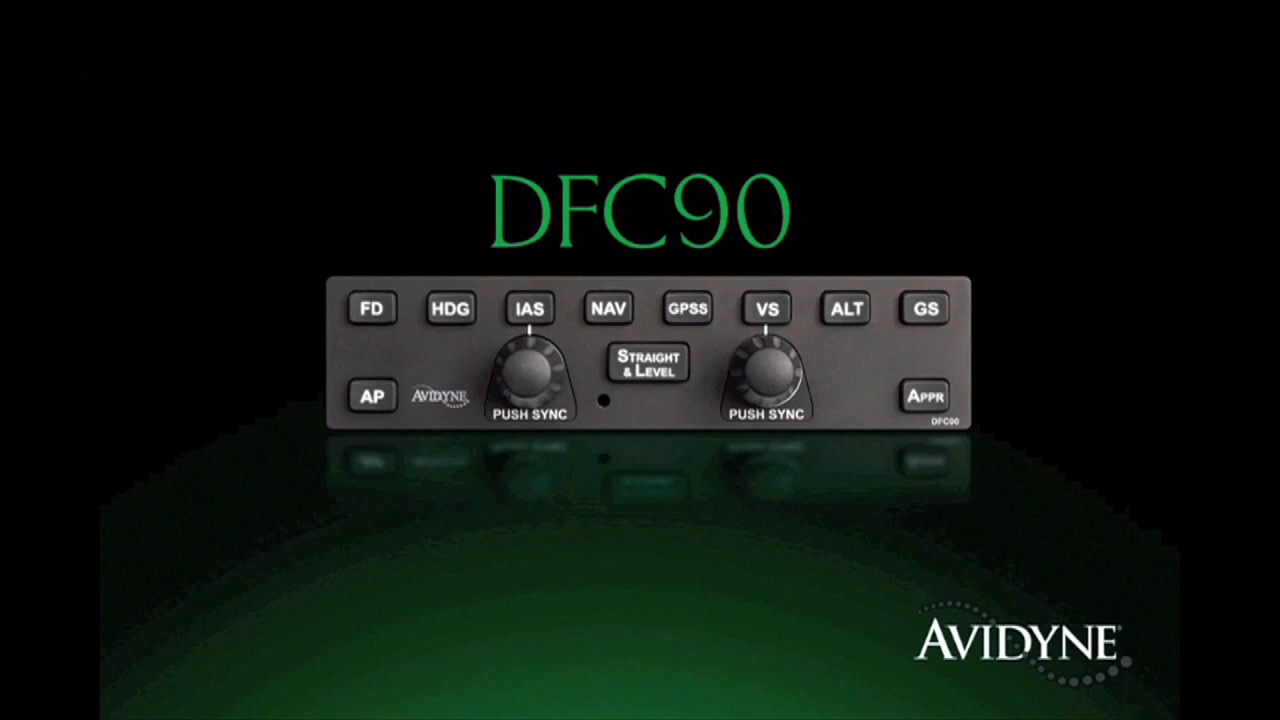 DFC90
FD HDG IAS NAV GPSS VS ALT GS
STRAIGHT
& LEVEL
AP AVIDYNE APPR
PUSH SYNC PUSH SYNC
DFC90
AVIDYNE